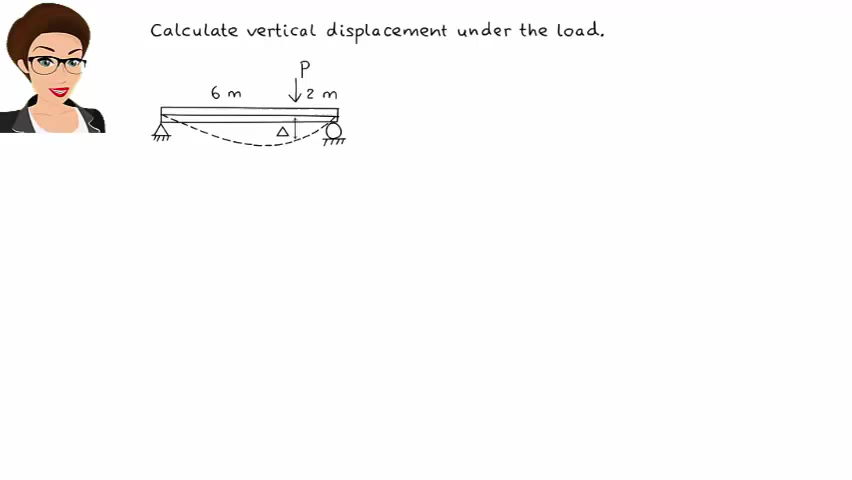 Calculate vertical displacement under the load.
P
6 m 2 m
Δ